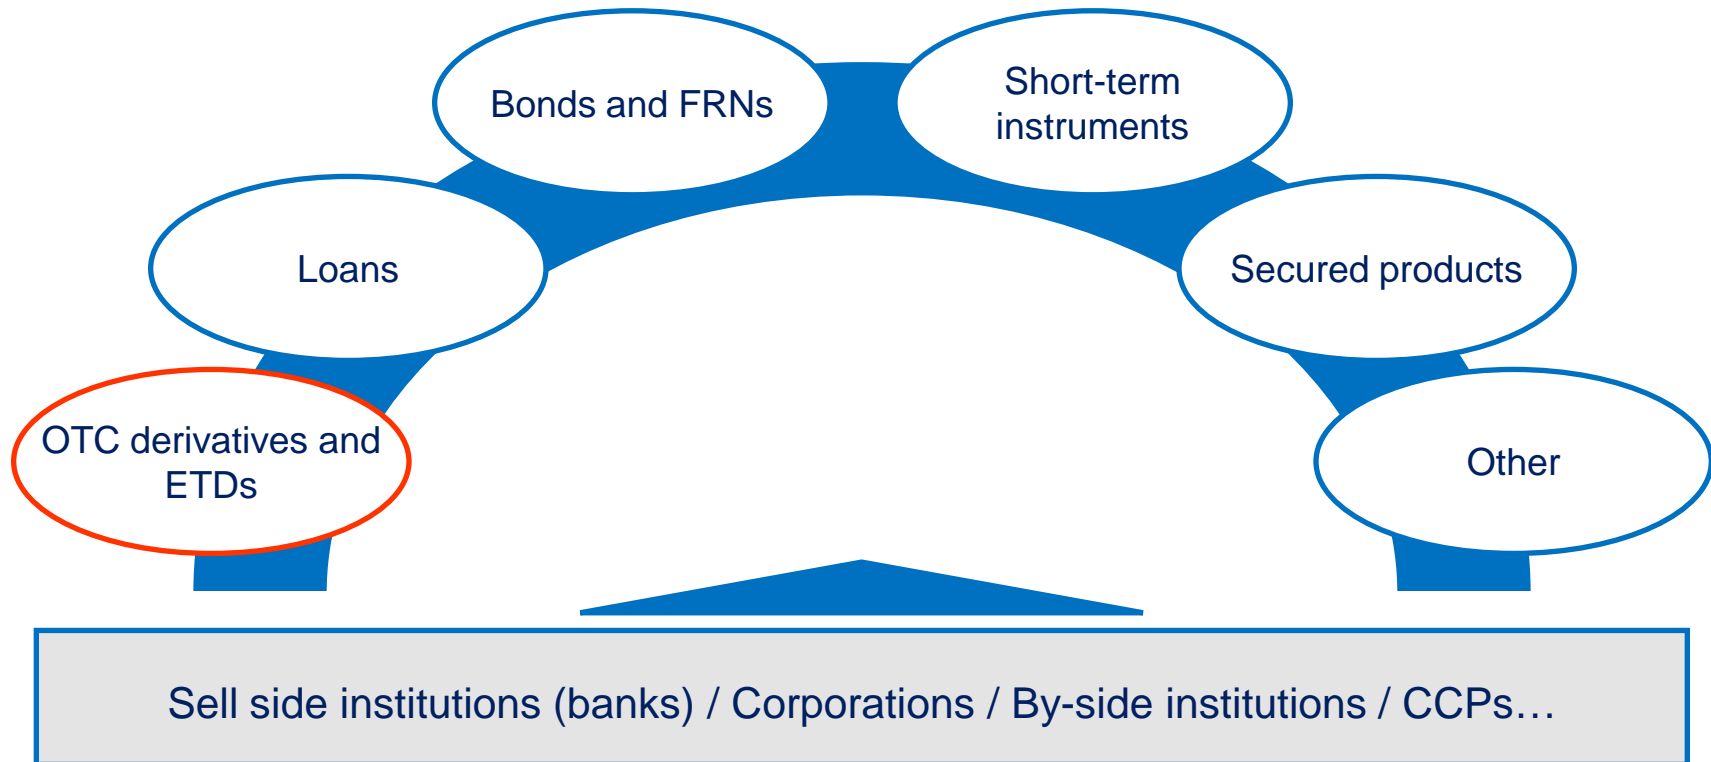 Bonds and FRNs
Short-term
instruments
Loans
Secured products
OTC derivatives and
ETDs
Other
Sell side institutions (banks) / Corporations / By-side institutions / CCPs…